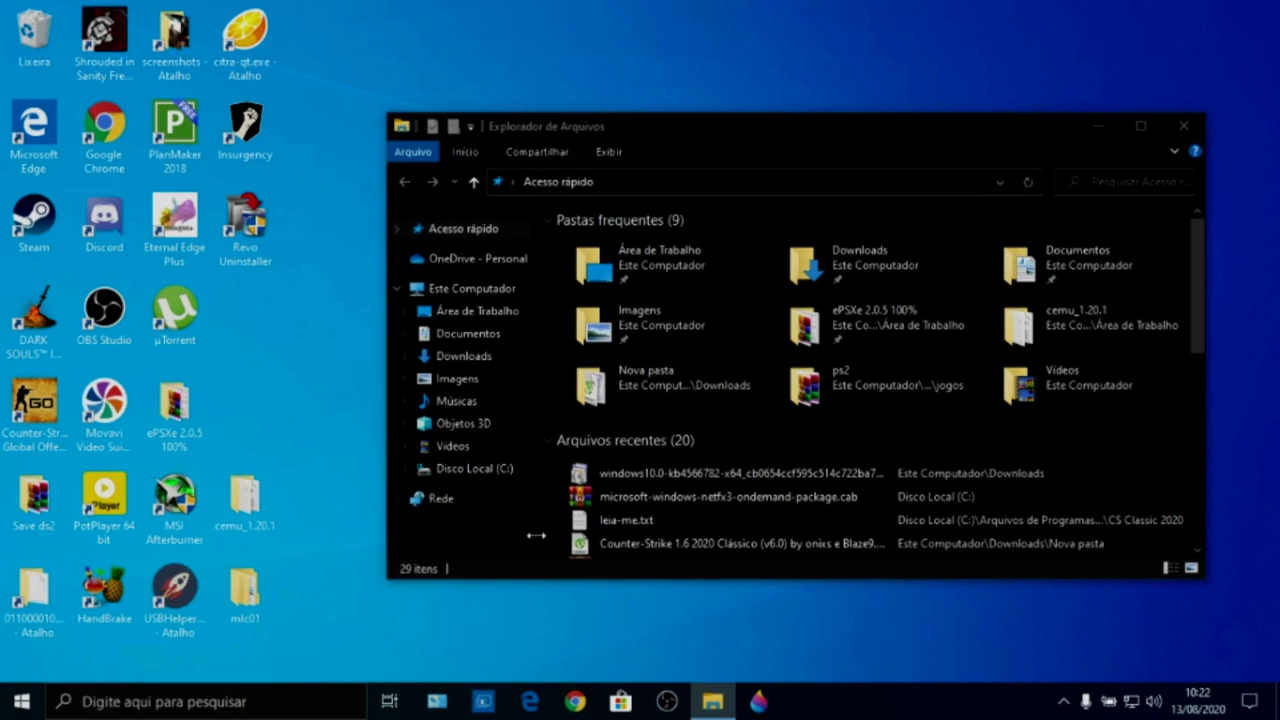 Lixeira
Shrouded in
Sanity Fre...
screenshots -
Atalho
citra-qt.exe -
Atalho
Microsoft
Edge
Google
Chrome
PlanMaker
2018
Insurgency
Steam
Discord
Eternal Edge
Plus
Revo
Uninstaller
DARK
SOULS™ I...
OBS Studio
µTorrent
Counter-Str...
Global Offe...
Movavi
Video Sui...
ePSXe 2.0.5
100%
Save ds2
PotPlayer 64
bit
MSI
Afterburner
cemu_1.20.1
011000010...
- Atalho
HandBrake
USBHelper...
- Atalho
mlc01
Explorador de Arquivos
Arquivo
Início
Compartilhar
Exibir
Acesso rápido
Pesquisar Acesso r...
Acesso rápido
OneDrive - Personal
Este Computador
Área de Trabalho
Documentos
Downloads
Imagens
Músicas
Objetos 3D
Vídeos
Disco Local (C:)
Rede
Pastas frequentes (9)
Área de Trabalho
Este Computador
Downloads
Este Computador
Documentos
Este Computador
Imagens
Este Computador
ePSXe 2.0.5 100%
Este Co...\Área de Trabalho
cemu_1.20.1
Este Co...\Área de Trabalho
Nova pasta
Este Comput...\Downloads
ps2
Este Computador\...\jogos
Vídeos
Este Computador
Arquivos recentes (20)
windows10.0-kb4566782-x64_cb0654ccf595c514c722ba7... Este Computador\Downloads
microsoft-windows-netfx3-ondemand-package.cab Disco Local (C:)
leia-me.txt Disco Local (C:)\Arquivos de Programas...\CS Classic 2020
Counter-Strike 1.6 2020 Clássico (v6.0) by onixs e Blaze9.... Este Computador\Downloads\Nova pasta
29 itens
Digite aqui para pesquisar
10:22
13/08/2020